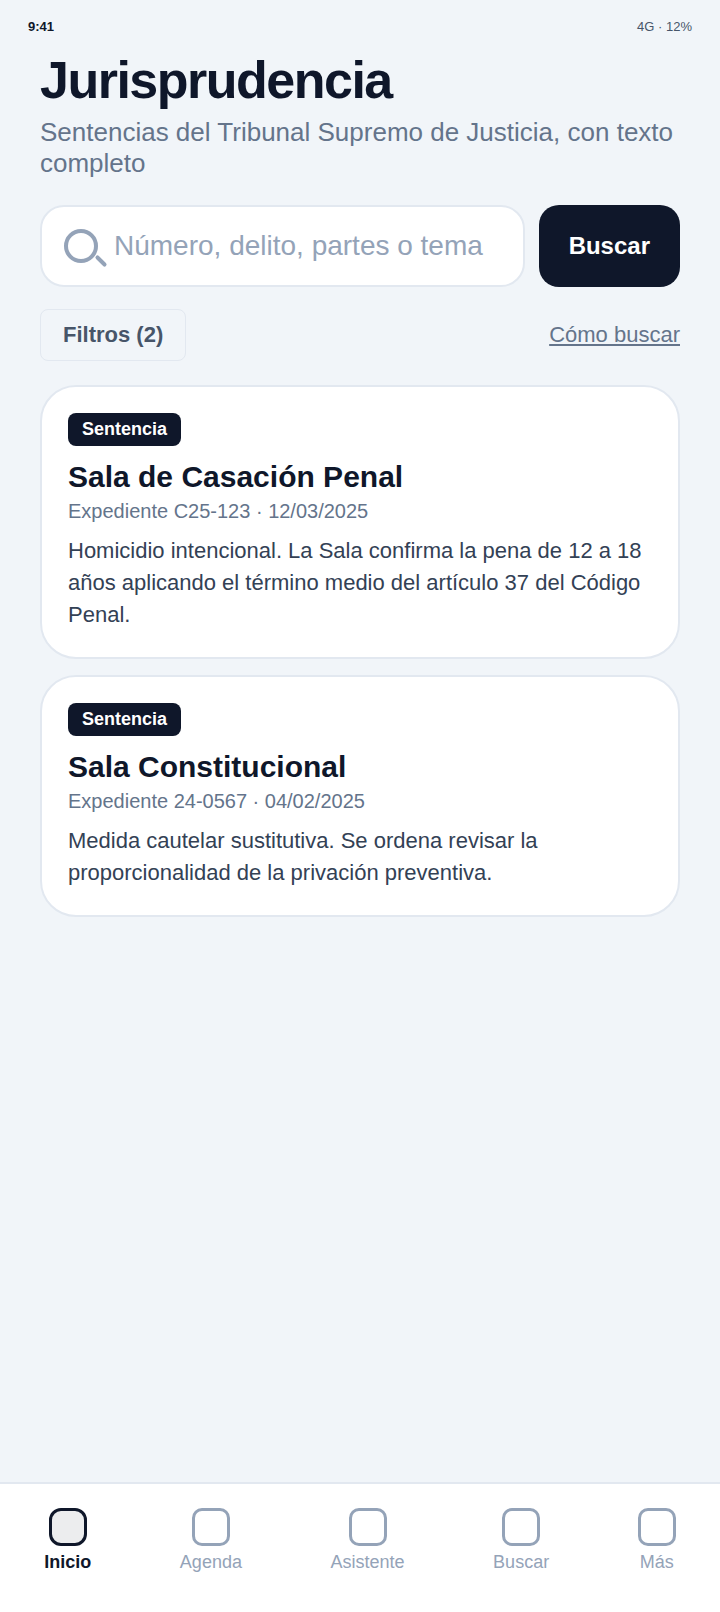 9:41
4G · 12%
Jurisprudencia
Sentencias del Tribunal Supremo de Justicia, con texto
completo
Número, delito, partes o tema
Buscar
Filtros (2)
Cómo buscar
Sentencia
Sala de Casación Penal
Expediente C25-123 · 12/03/2025
Homicidio intencional. La Sala confirma la pena de 12 a 18
años aplicando el término medio del artículo 37 del Código
Penal.
Sentencia
Sala Constitucional
Expediente 24-0567 · 04/02/2025
Medida cautelar sustitutiva. Se ordena revisar la
proporcionalidad de la privación preventiva.
Inicio
Agenda
Asistente
Buscar
Más